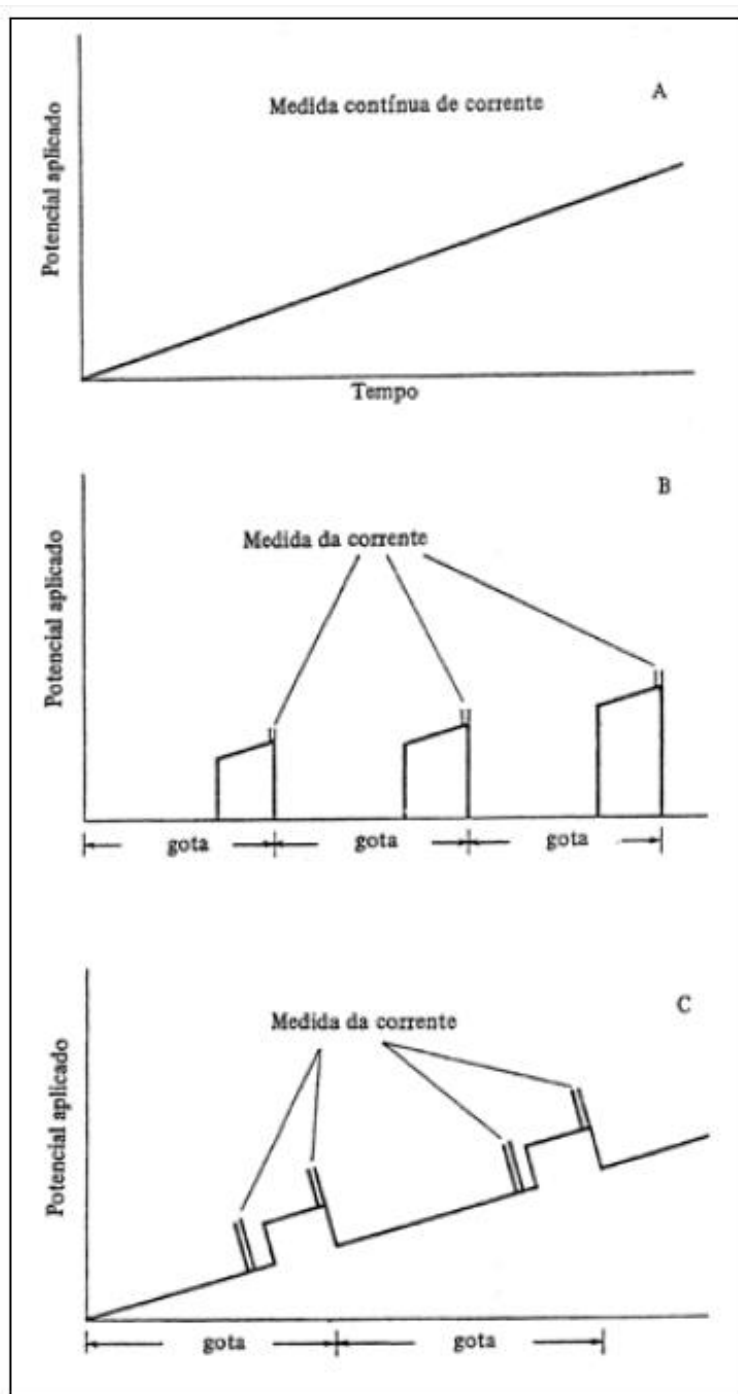 A
Medida contínua de corrente
Potencial aplicado
Tempo
B
Medida da corrente
Potencial aplicado
gota gota gota
C
Medida da corrente
Potencial aplicado
gota gota